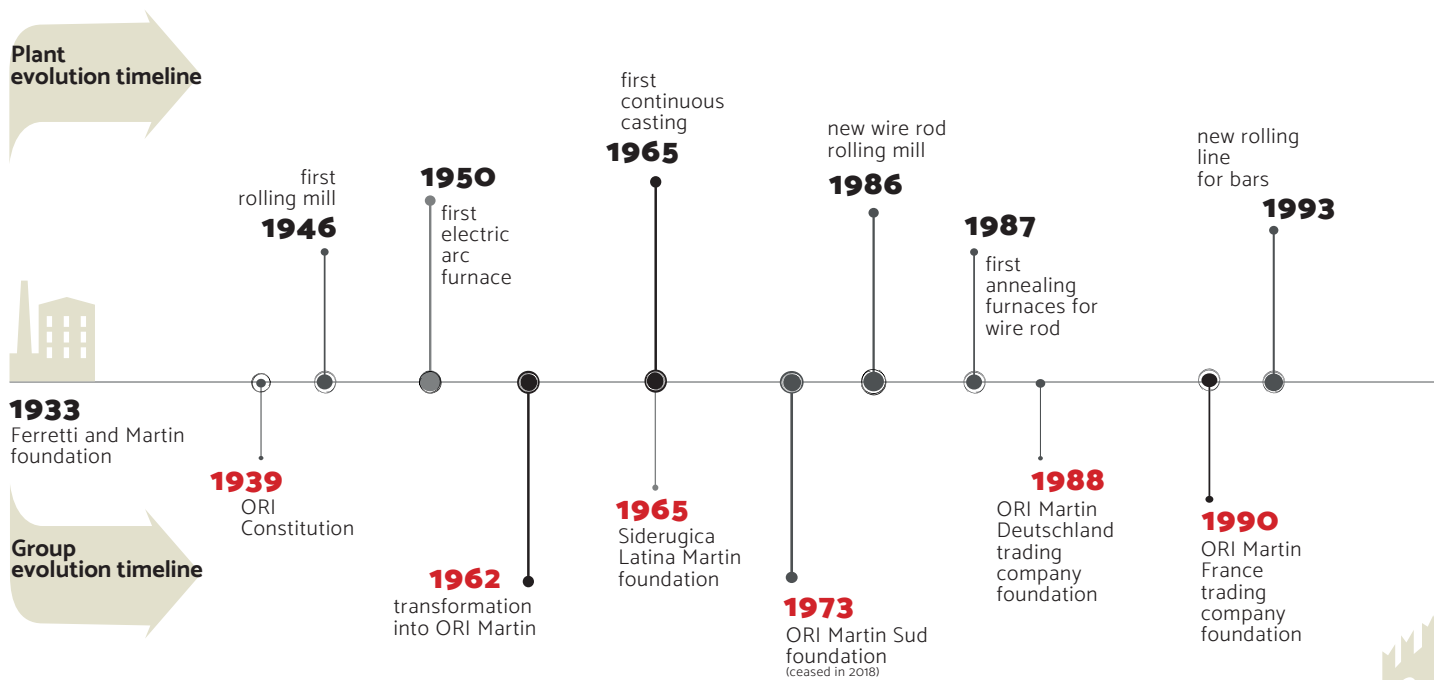 Plant
evolution timeline
first
rolling mill
1946
1950
first
electric
arc
furnace
first
continuous
casting
1965
new wire rod
rolling mill
1986
1987
first
annealing
furnaces for
wire rod
new rolling
line
for bars
1993
1933
Ferretti and Martin
foundation
Group
evolution timeline
1939
ORI
Constitution
1962
transformation
into ORI Martin
1965
Siderugica
Latina Martin
foundation
1973
ORI Martin Sud
foundation
(ceased in 2018)
1988
ORI Martin
Deutschland
trading
company
foundation
1990
ORI Martin
France
trading
company
foundation